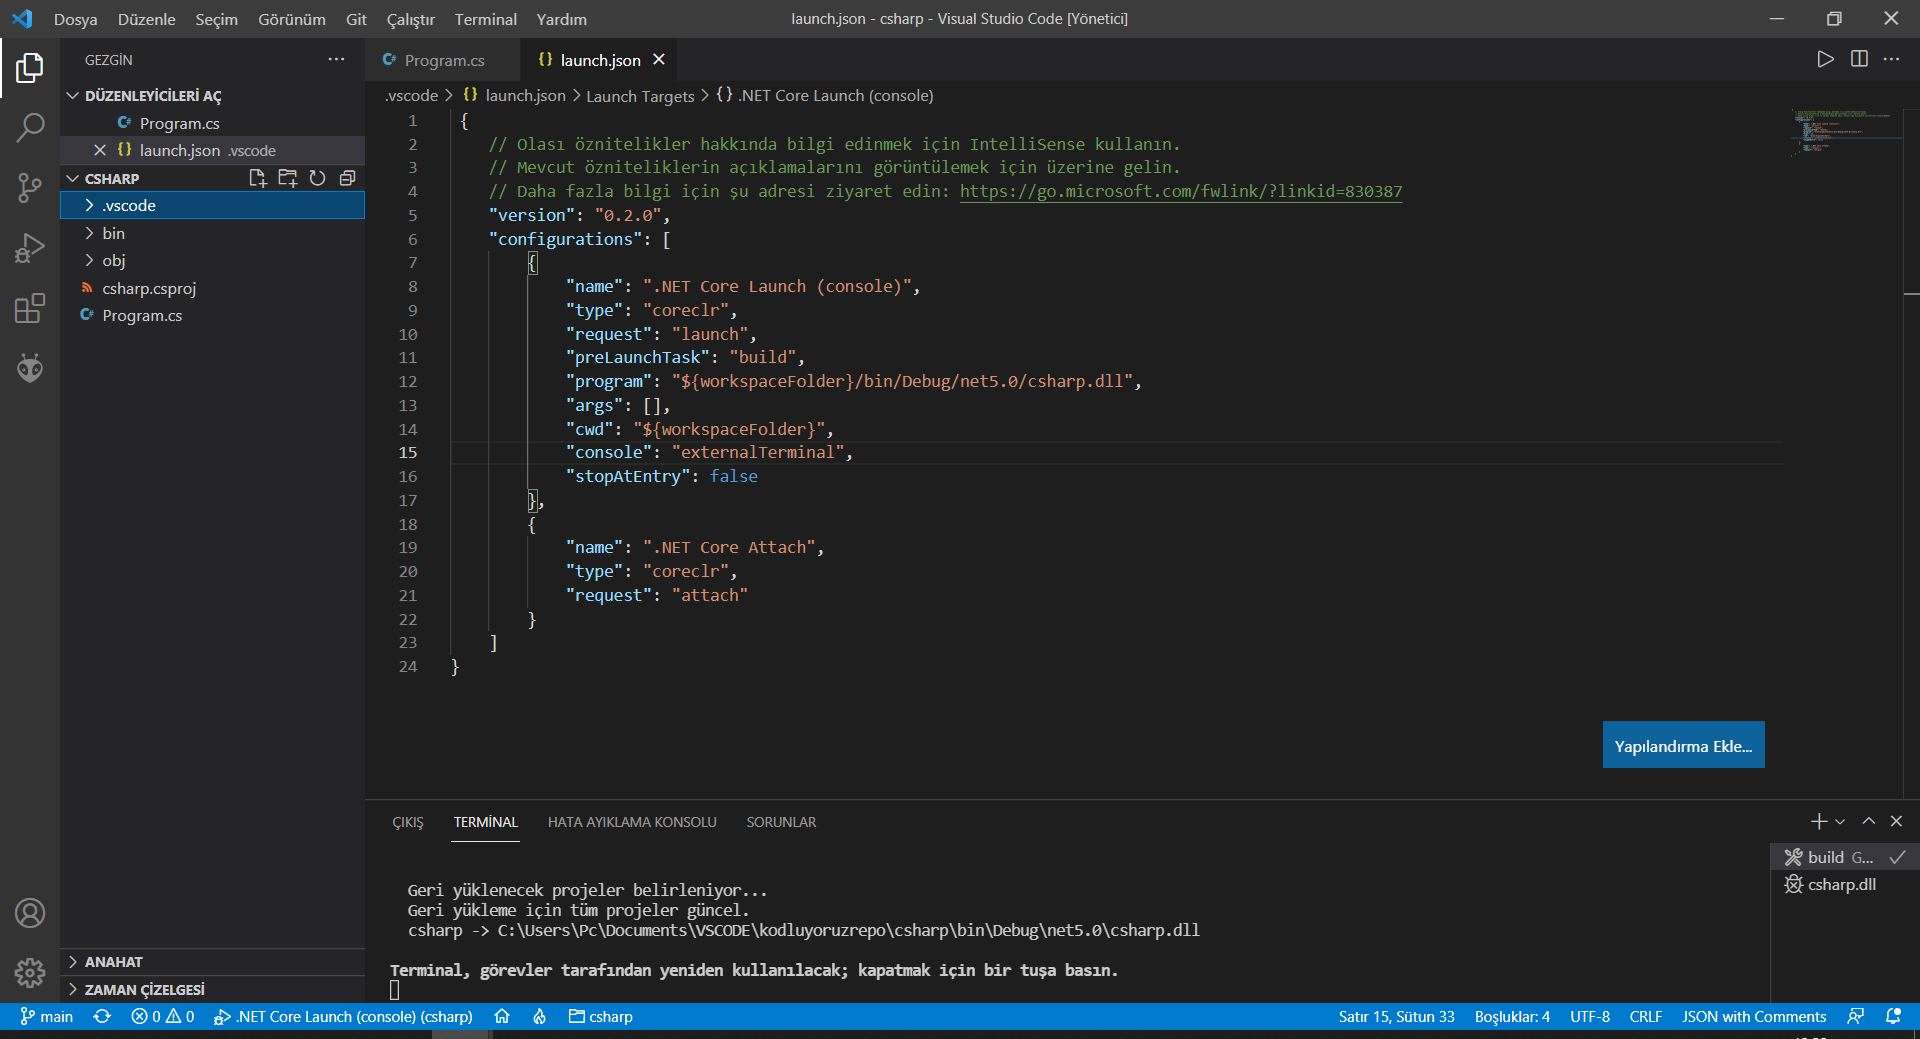 Dosya Düzenle Seçim Görünüm Git Çalıştır Terminal Yardım
launch.json - csharp - Visual Studio Code [Yönetici]
GEZGİN
DÜZENLEYİCİLERİ AÇ
Program.cs
launch.json .vscode
CSHARP
.vscode
bin
obj
csharp.csproj
Program.cs
ANAHAT
ZAMAN ÇİZELGESİ
Program.cs
launch.json
.vscode > {} launch.json > Launch Targets > {} .NET Core Launch (console)
1 {
2 // Olası öznitelikler hakkında bilgi edinmek için IntelliSense kullanın.
3 // Mevcut özniteliklerin açıklamalarını görüntülemek için üzerine gelin.
4 // Daha fazla bilgi için şu adresi ziyaret edin: https://go.microsoft.com/fwlink/?linkid=830387
5 "version": "0.2.0",
6 "configurations": [
7 {
8 "name": ".NET Core Launch (console)",
9 "type": "coreclr",
10 "request": "launch",
11 "preLaunchTask": "build",
12 "program": "${workspaceFolder}/bin/Debug/net5.0/csharp.dll",
13 "args": [],
14 "cwd": "${workspaceFolder}",
15 "console": "externalTerminal",
16 "stopAtEntry": false
17 },
18 {
19 "name": ".NET Core Attach",
20 "type": "coreclr",
21 "request": "attach"
22 }
23 ]
24 }
Yapılandırma Ekle...
ÇIKIŞ TERMİNAL HATA AYIKLAMA KONSOLU SORUNLAR
Geri yüklenecek projeler belirleniyor...
Geri yükleme için tüm projeler güncel.
csharp -> C:\Users\Pc\Documents\VSCODE\kodluyoruzrepo\csharp\bin\Debug\net5.0\csharp.dll
Terminal, görevler tarafından yeniden kullanılacak; kapatmak için bir tuşa basın.
build G...
csharp.dll
main 0 0 .NET Core Launch (console) (csharp) csharp
Satır 15, Sütun 33 Boşluklar: 4 UTF-8 CRLF JSON with Comments